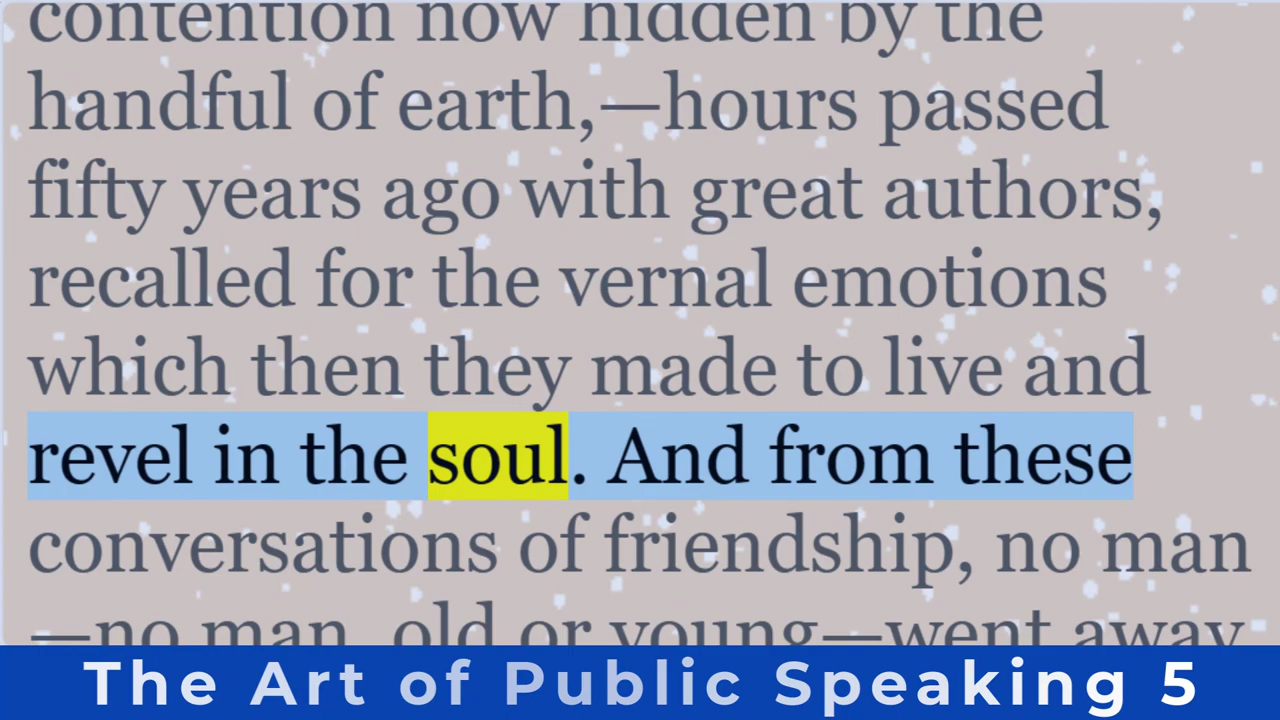 contention now hidden by the
handful of earth,—hours passed
fifty years ago with great authors,
recalled for the vernal emotions
which then they made to live and
revel in the soul. And from these
conversations of friendship, no man
—no man, old or young—went away
The Art of Public Speaking 5